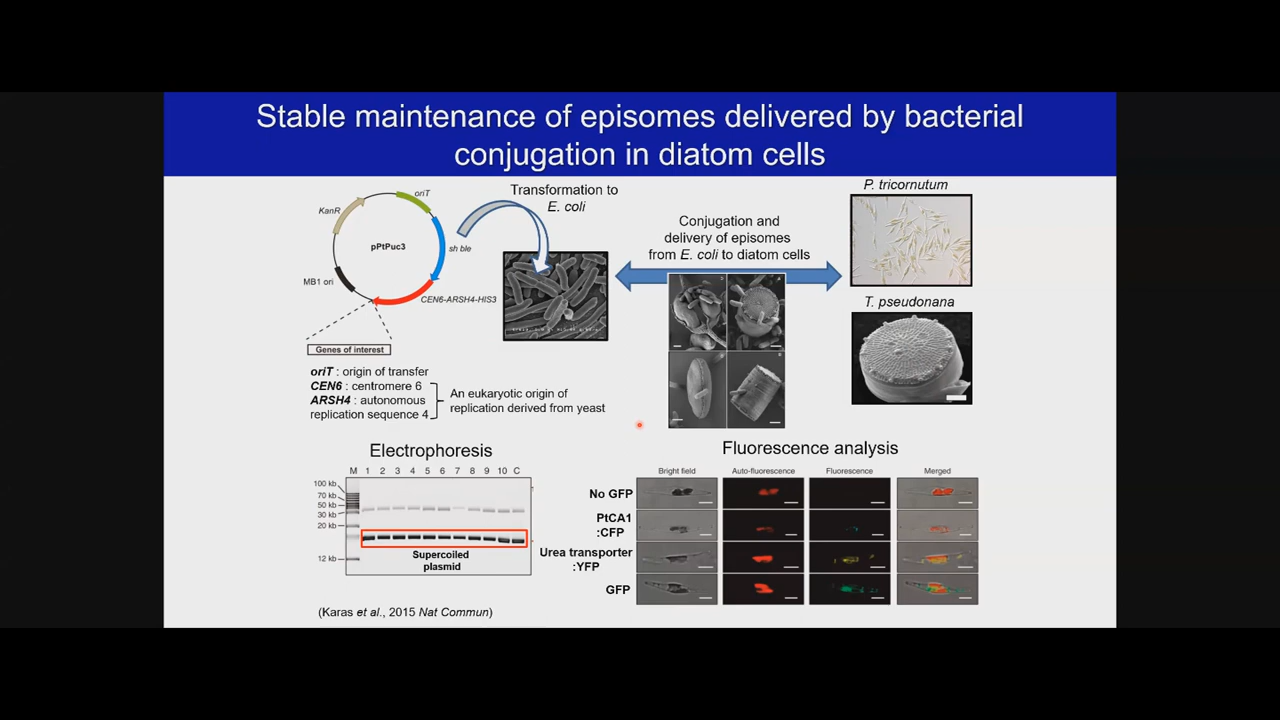 Stable maintenance of episomes delivered by bacterial
conjugation in diatom cells
oriT
KanR
pPtPuc3
sh ble
MB1 ori
CEN6-ARSH4-HIS3
Genes of interest
Transformation to
E. coli
Conjugation and
delivery of episomes
from E. coli to diatom cells
P. tricornutum
T. pseudonana
oriT : origin of transfer
CEN6 : centromere 6
ARSH4 : autonomous
replication sequence 4
An eukaryotic origin of
replication derived from yeast
Electrophoresis
M 1 2 3 4 5 6 7 8 9 10 C
100 kb
70 kb
50 kb
30 kb
20 kb
12 kb
Supercoiled
plasmid
Fluorescence analysis
Bright field Auto-fluorescence Fluorescence Merged
No GFP
PtCA1
:CFP
Urea transporter
:YFP
GFP
(Karas et al., 2015 Nat Commun)